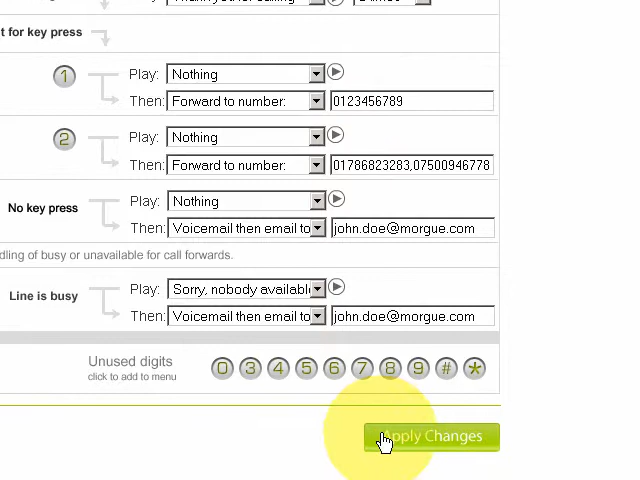 t for key press
1 Play: Nothing
Then: Forward to number: 0123456789
2 Play: Nothing
Then: Forward to number: 01786823283,07500946778
No key press Play: Nothing
Then: Voicemail then email to john.doe@morgue.com
dling of busy or unavailable for call forwards.
Line is busy Play: Sorry, nobody availabl
Then: Voicemail then email to john.doe@morgue.com
Unused digits 0 3 4 5 6 7 8 9 # *
click to add to menu
Apply Changes